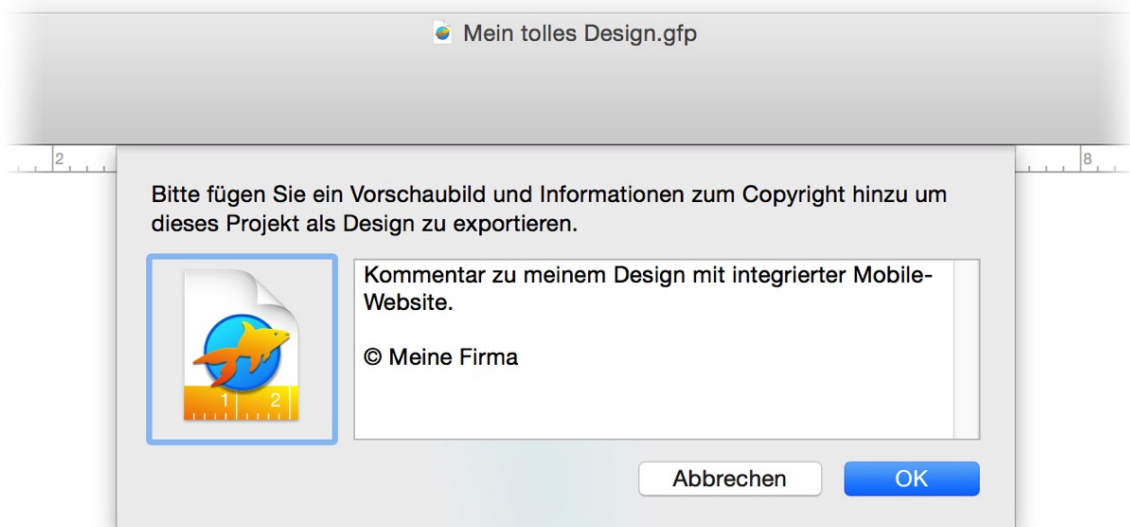 Mein tolles Design.gfp
2
8
Bitte fügen Sie ein Vorschaubild und Informationen zum Copyright hinzu um
dieses Projekt als Design zu exportieren.
Kommentar zu meinem Design mit integrierter Mobile-
Website.
© Meine Firma
1 2
Abbrechen
OK